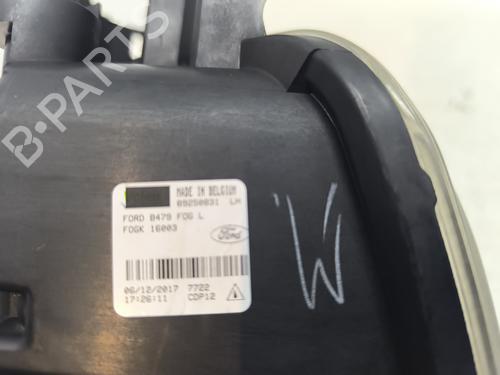 B-PARTS
MADE IN BELGIUM
89250831 LH
FORD B479 FOG L
FOGK 16003
Ford
06/12/2017 7722
17:26:11 CDP12
W